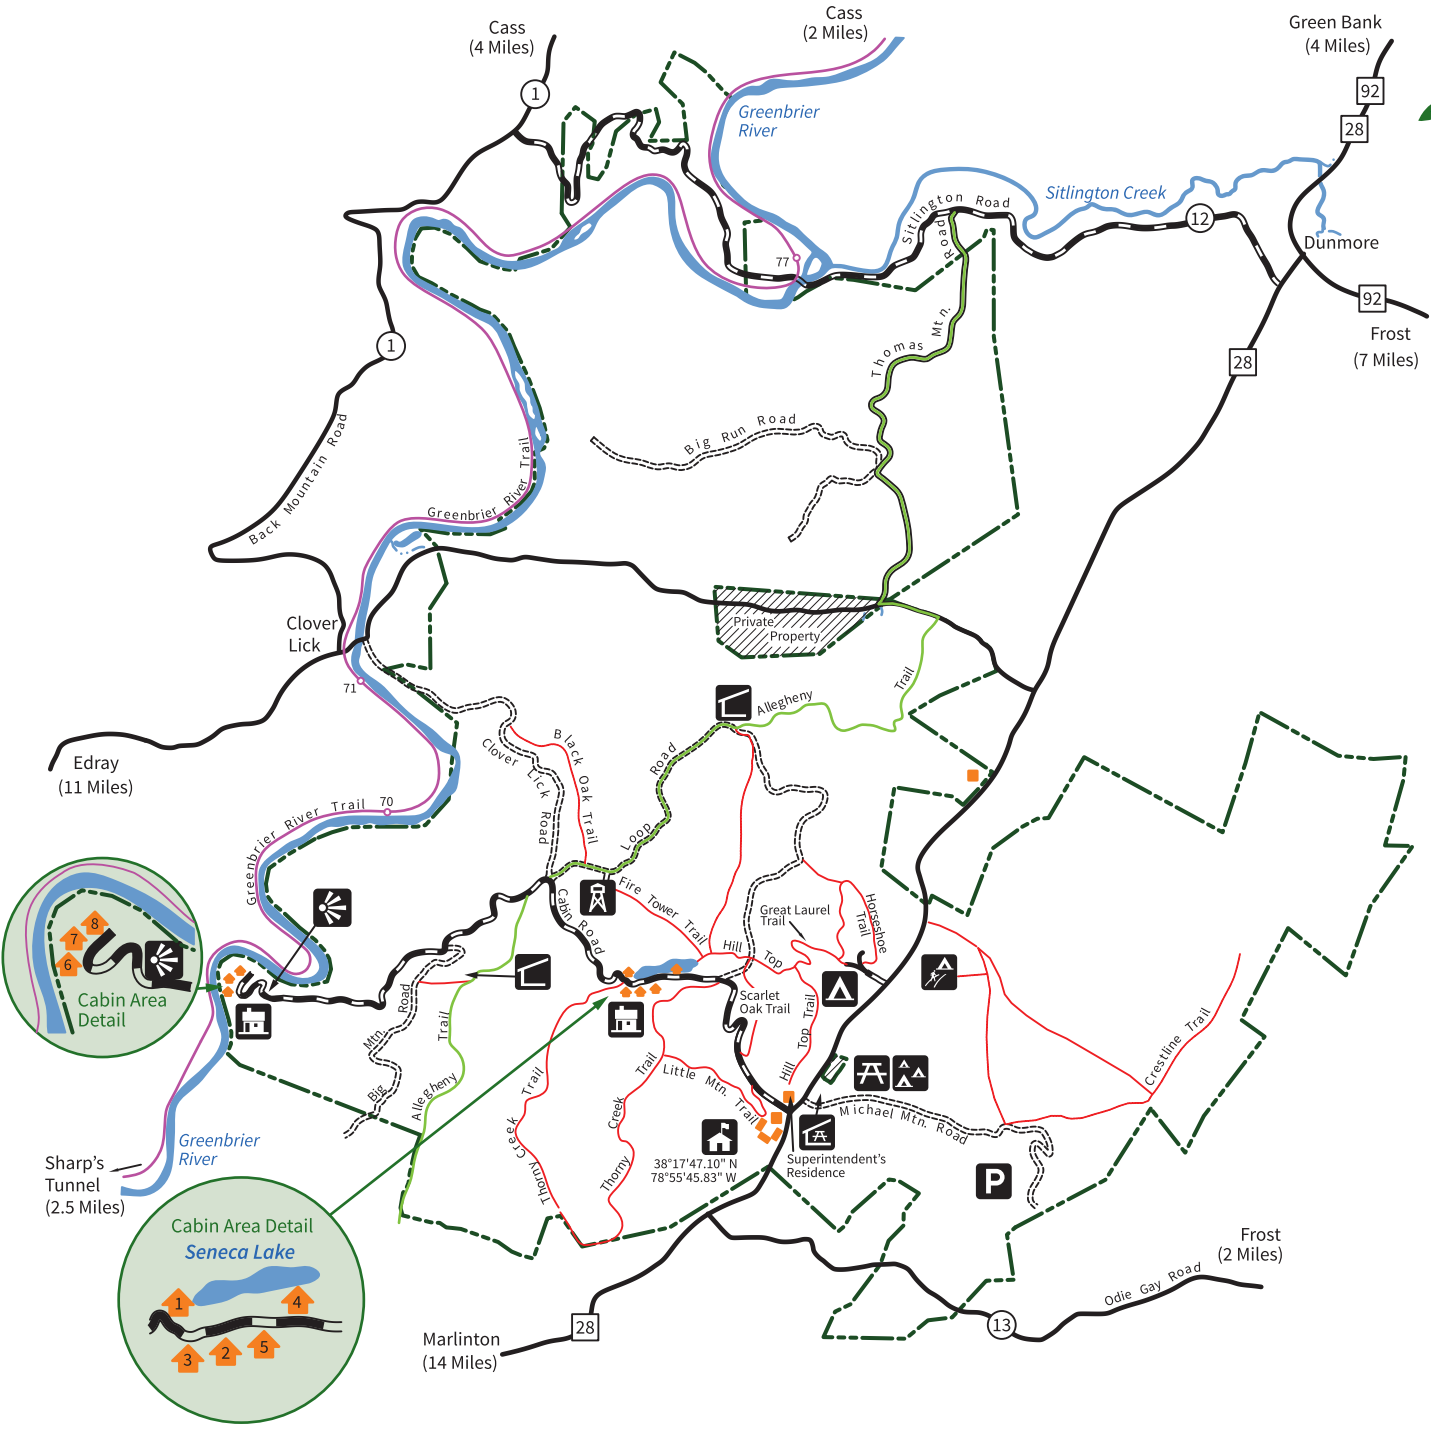 Cass
(4 Miles)
Cass
(2 Miles)
Green Bank
(4 Miles)
1
92
28
Greenbrier
River
Sitlington Creek
Sitlington Road
12
Dunmore
77
92
Frost
(7 Miles)
28
1
Thomas Mtn. Road
Back Mountain Road
Big Run Road
Greenbrier River Trail
Clover
Lick
Private
Property
71
Allegheny Trail
Edray
(11 Miles)
Clover Lick Road
Black Oak Trail
Loop Road
70
Greenbrier River Trail
Fire Tower Trail
Cabin Road
Great Laurel
Trail
Horseshoe
Trail
Hill Top
8
7
6
Cabin Area
Detail
Scarlet
Oak Trail
Hill Top Trail
Big Mtn. Road
Allegheny Trail
Thorny Creek Trail
Thorny Creek Trail
Little Mtn. Trail
Michael Mtn. Road
Crestline Trail
P
38°17'47.10" N
78°55'45.83" W
Superintendent's
Residence
Greenbrier
River
Sharp's
Tunnel
(2.5 Miles)
Cabin Area Detail
Seneca Lake
1
4
3
2
5
Frost
(2 Miles)
Odie Gay Road
13
28
Marlinton
(14 Miles)